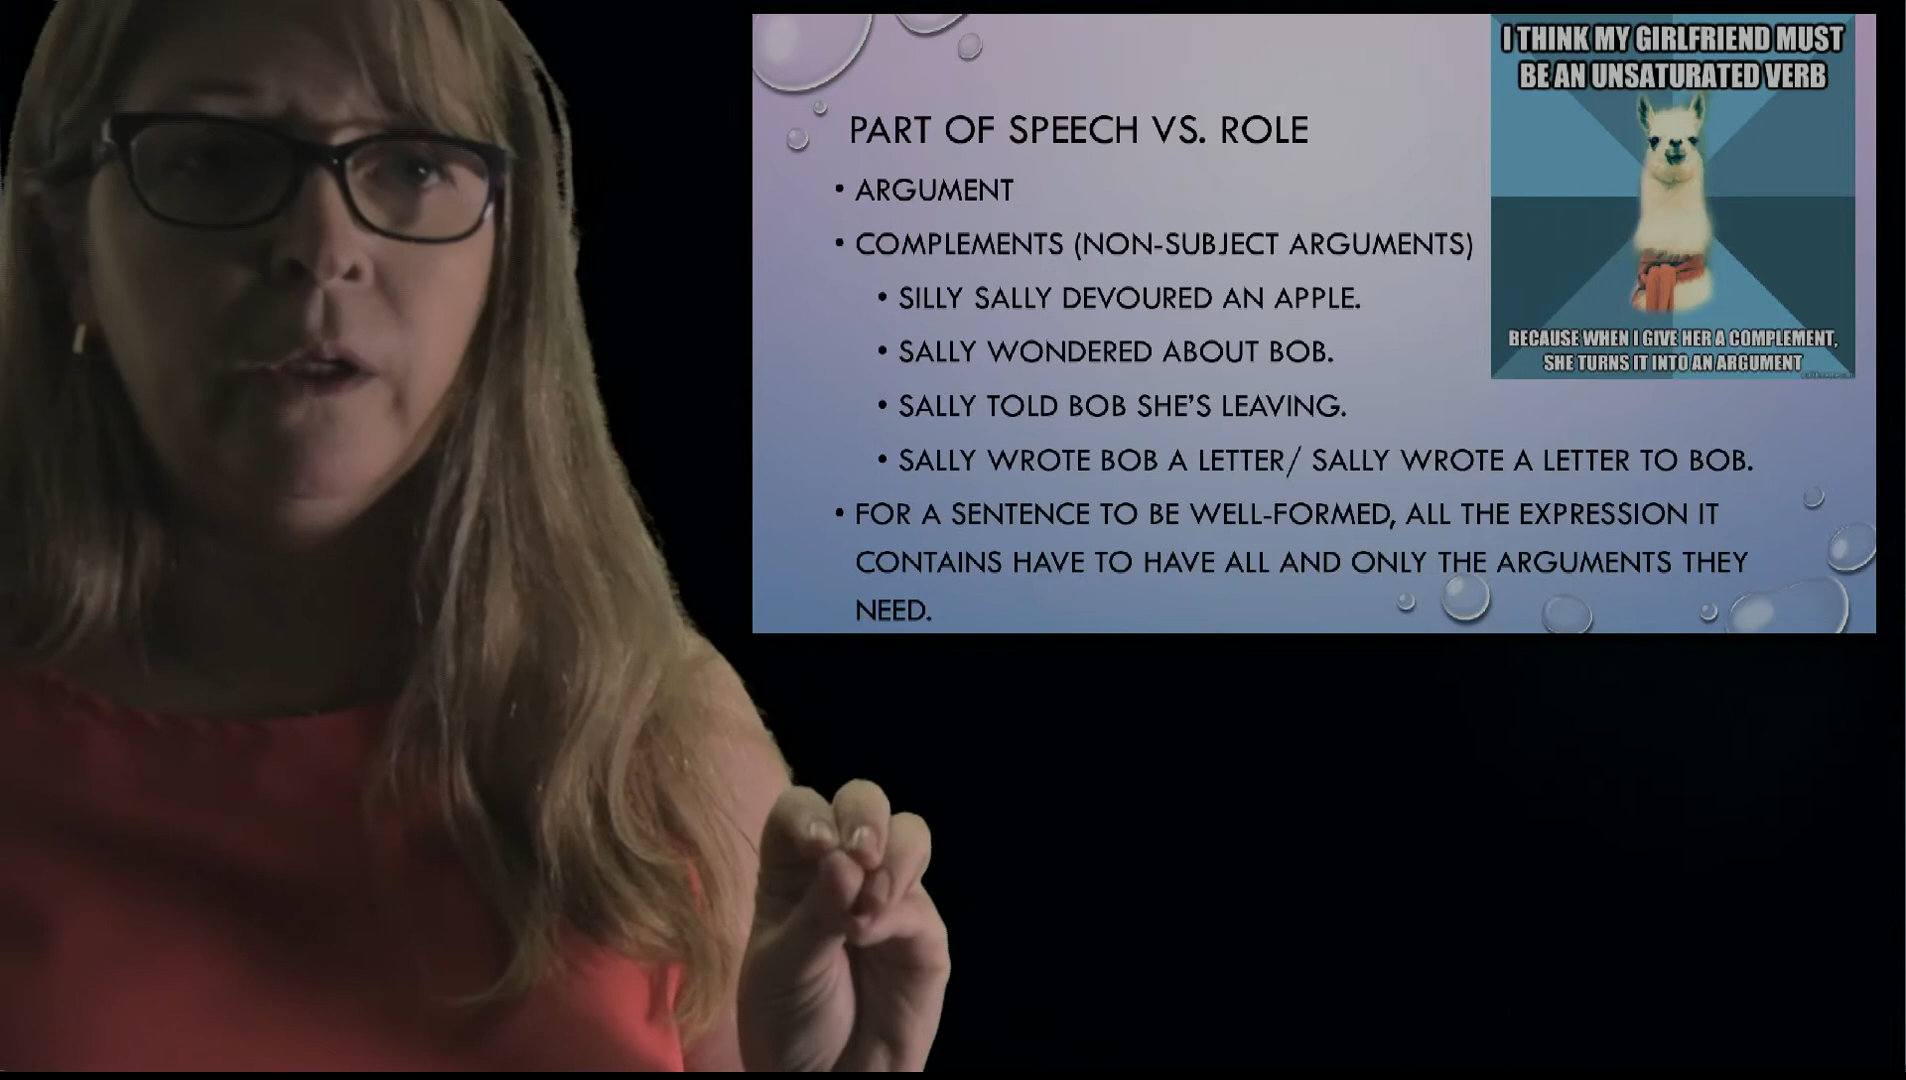 PART OF SPEECH VS. ROLE
• ARGUMENT
• COMPLEMENTS (NON-SUBJECT ARGUMENTS)
• SILLY SALLY DEVOURED AN APPLE.
• SALLY WONDERED ABOUT BOB.
• SALLY TOLD BOB SHE'S LEAVING.
• SALLY WROTE BOB A LETTER/ SALLY WROTE A LETTER TO BOB.
• FOR A SENTENCE TO BE WELL-FORMED, ALL THE EXPRESSION IT
CONTAINS HAVE TO HAVE ALL AND ONLY THE ARGUMENTS THEY
NEED.
I THINK MY GIRLFRIEND MUST
BE AN UNSATURATED VERB
BECAUSE WHEN I GIVE HER A COMPLEMENT,
SHE TURNS IT INTO AN ARGUMENT